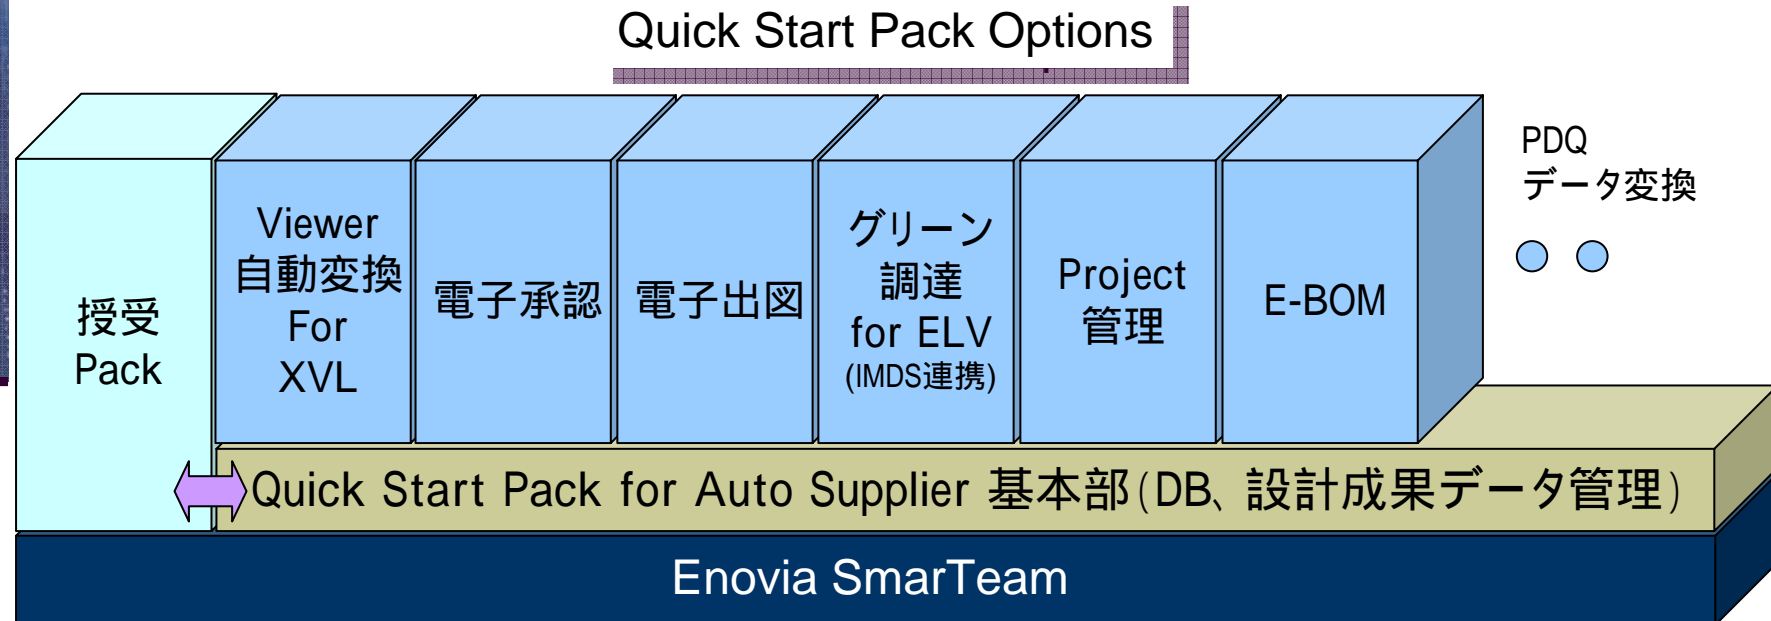 Quick Start Pack Options
授受
Pack
Viewer
自動変換
For
XVL
電子承認
電子出図
グリーン
調達
for ELV
(IMDS連携)
Project
管理
E-BOM
PDQ
データ変換
Quick Start Pack for Auto Supplier 基本部(DB、設計成果データ管理)
Enovia SmarTeam